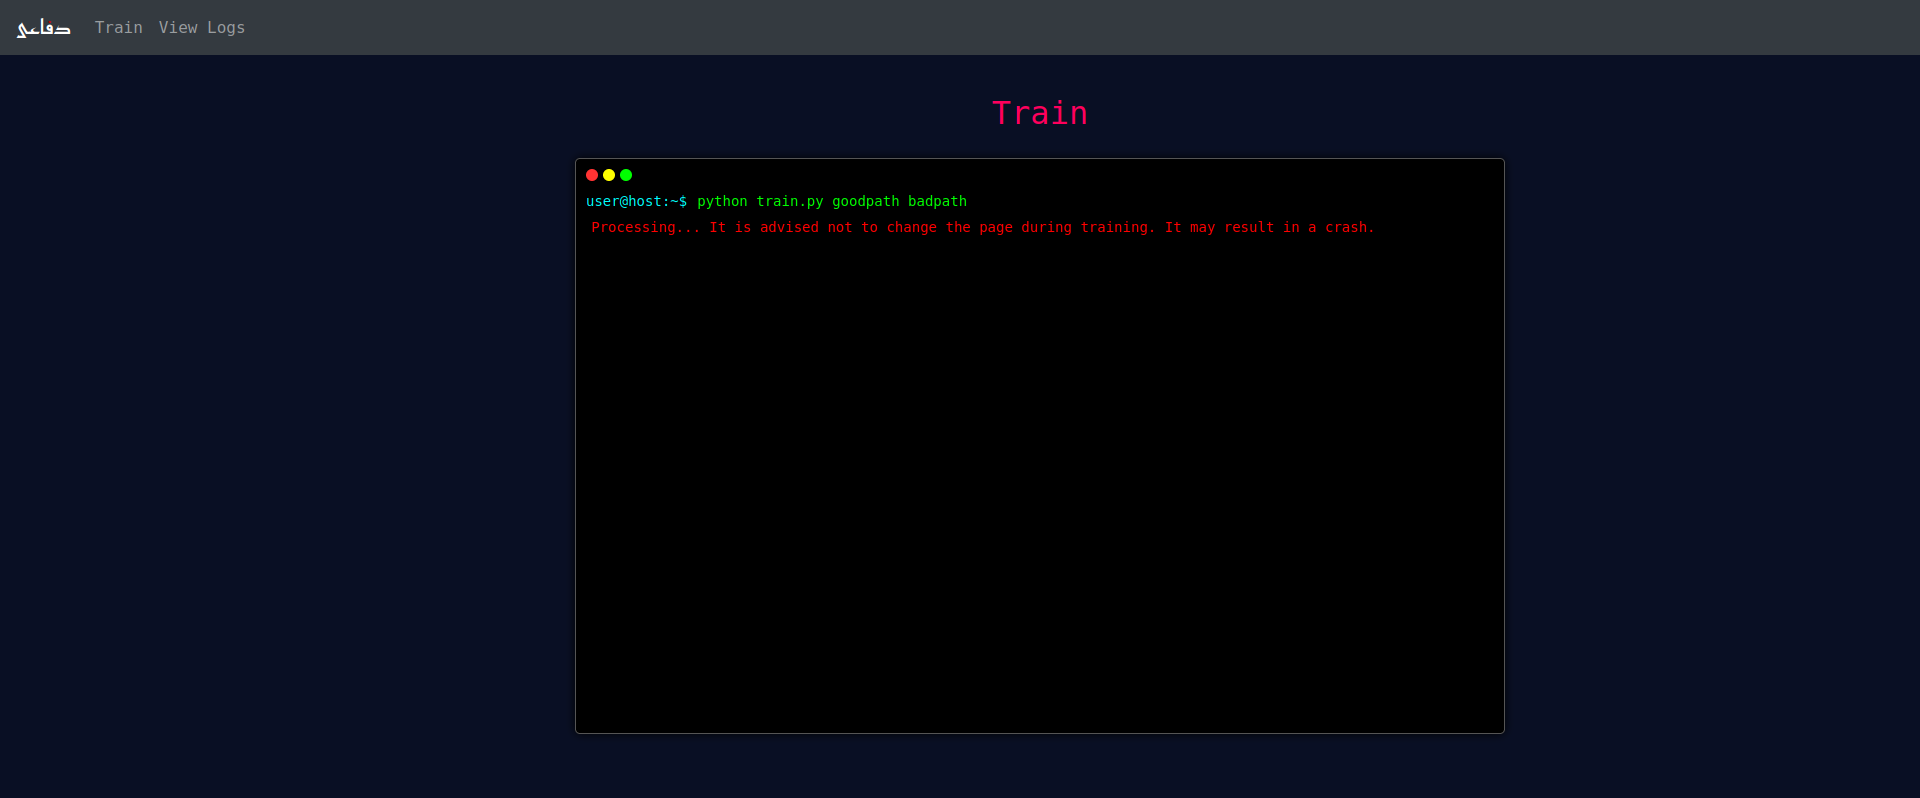 دفاعی Train View Logs
Train
user@host:~$ python train.py goodpath badpath
Processing... It is advised not to change the page during training. It may result in a crash.